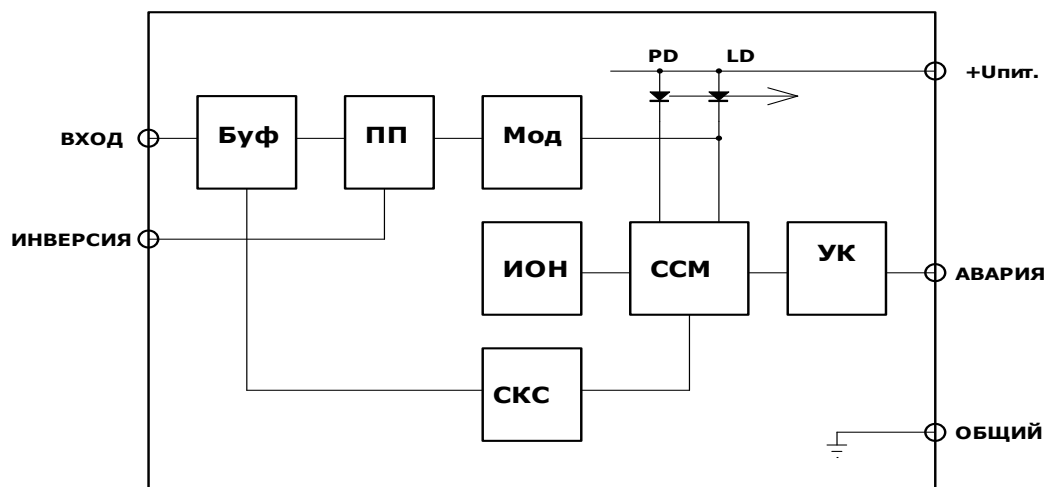 PD LD
+Uпит.
ВХОД Буф ПП Мод
ИНВЕРСИЯ
ИОН ССМ УК АВАРИЯ
СКС
ОБЩИЙ